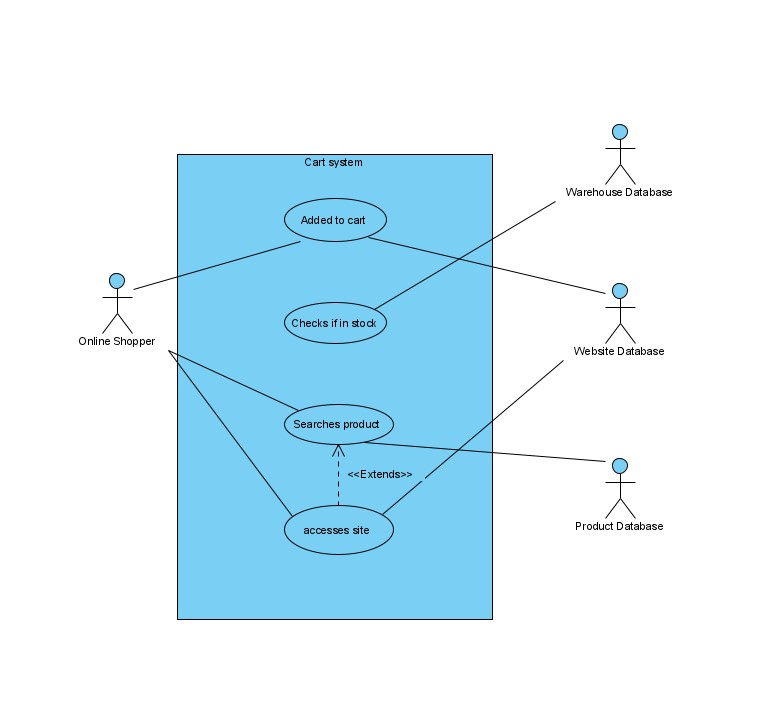 Cart system
Warehouse Database
Added to cart
Checks if in stock
Online Shopper
Website Database
Searches product
<<Extends>>
Product Database
accesses site